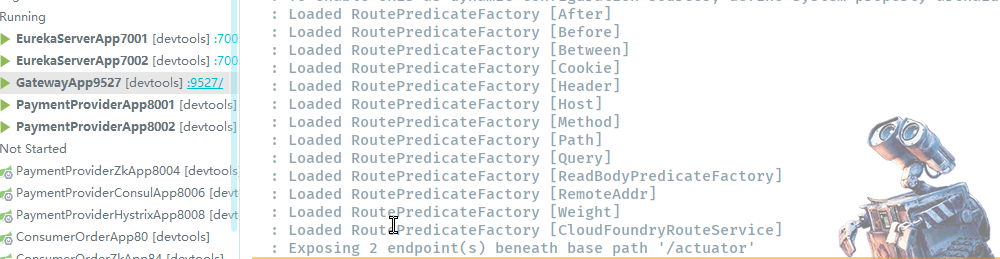 Running
EurekaServerApp7001 [devtools] :700
EurekaServerApp7002 [devtools] :700
GatewayApp9527 [devtools] :9527/
PaymentProviderApp8001 [devtools]
PaymentProviderApp8002 [devtools]
Not Started
PaymentProviderZkApp8004 [devtools
PaymentProviderConsulApp8006 [devt
PaymentProviderHystrixApp8008 [devt
ConsumerOrderApp80 [devtools]
: Loaded RoutePredicateFactory [After]
: Loaded RoutePredicateFactory [Before]
: Loaded RoutePredicateFactory [Between]
: Loaded RoutePredicateFactory [Cookie]
: Loaded RoutePredicateFactory [Header]
: Loaded RoutePredicateFactory [Host]
: Loaded RoutePredicateFactory [Method]
: Loaded RoutePredicateFactory [Path]
: Loaded RoutePredicateFactory [Query]
: Loaded RoutePredicateFactory [ReadBodyPredicateFactory]
: Loaded RoutePredicateFactory [RemoteAddr]
: Loaded RoutePredicateFactory [Weight]
: Loaded RoutePredicateFactory [CloudFoundryRouteService]
: Exposing 2 endpoint(s) beneath base path '/actuator'